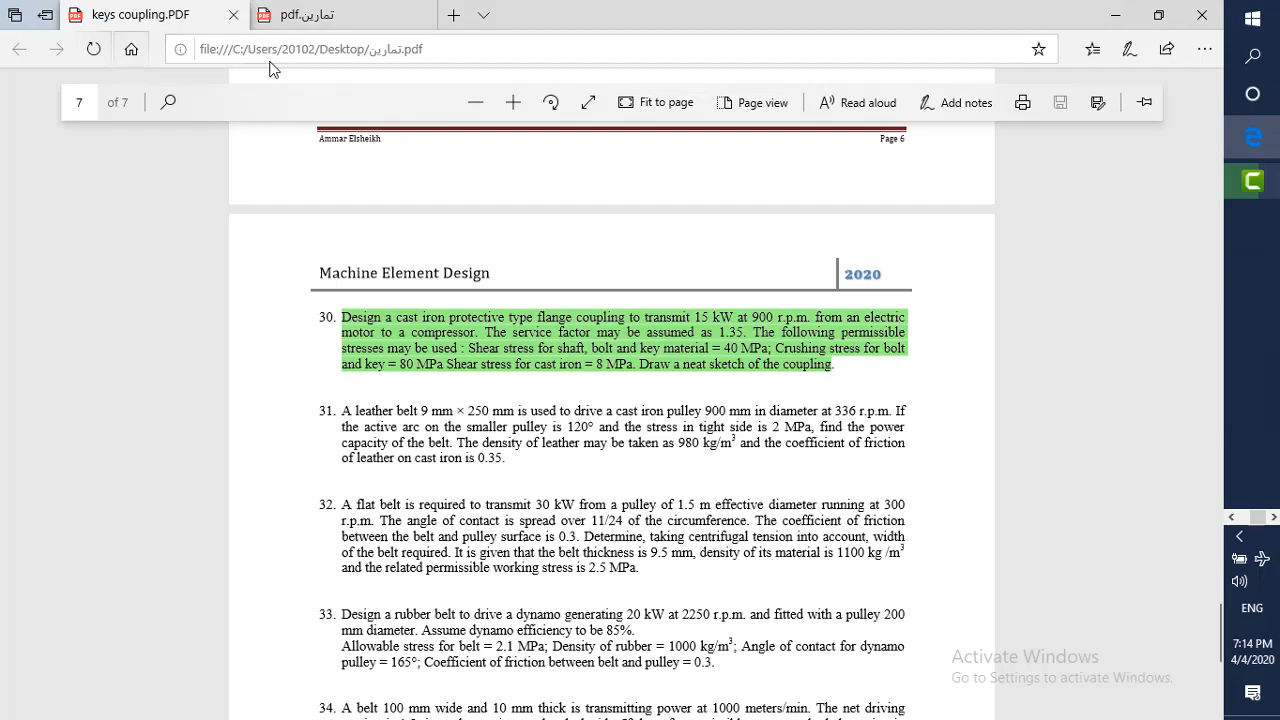 keys coupling.PDF
تمارين.pdf
file:///C:/Users/20102/Desktop/تمارين.pdf
7 of 7
Fit to page
Page view
Read aloud
Add notes
Ammar Elsheikh Page 6
Machine Element Design 2020
30. Design a cast iron protective type flange coupling to transmit 15 kW at 900 r.p.m. from an electric
motor to a compressor. The service factor may be assumed as 1.35. The following permissible
stresses may be used : Shear stress for shaft, bolt and key material = 40 MPa; Crushing stress for bolt
and key = 80 MPa Shear stress for cast iron = 8 MPa. Draw a neat sketch of the coupling.
31. A leather belt 9 mm × 250 mm is used to drive a cast iron pulley 900 mm in diameter at 336 r.p.m. If
the active arc on the smaller pulley is 120° and the stress in tight side is 2 MPa, find the power
capacity of the belt. The density of leather may be taken as 980 kg/m³ and the coefficient of friction
of leather on cast iron is 0.35.
32. A flat belt is required to transmit 30 kW from a pulley of 1.5 m effective diameter running at 300
r.p.m. The angle of contact is spread over 11/24 of the circumference. The coefficient of friction
between the belt and pulley surface is 0.3. Determine, taking centrifugal tension into account, width
of the belt required. It is given that the belt thickness is 9.5 mm, density of its material is 1100 kg /m³
and the related permissible working stress is 2.5 MPa.
33. Design a rubber belt to drive a dynamo generating 20 kW at 2250 r.p.m. and fitted with a pulley 200
mm diameter. Assume dynamo efficiency to be 85%.
Allowable stress for belt = 2.1 MPa; Density of rubber = 1000 kg/m³; Angle of contact for dynamo
pulley = 165°; Coefficient of friction between belt and pulley = 0.3.
34. A belt 100 mm wide and 10 mm thick is transmitting power at 1000 meters/min. The net driving
Activate Windows
Go to Settings to activate Windows.
ENG
7:14 PM
4/4/2020